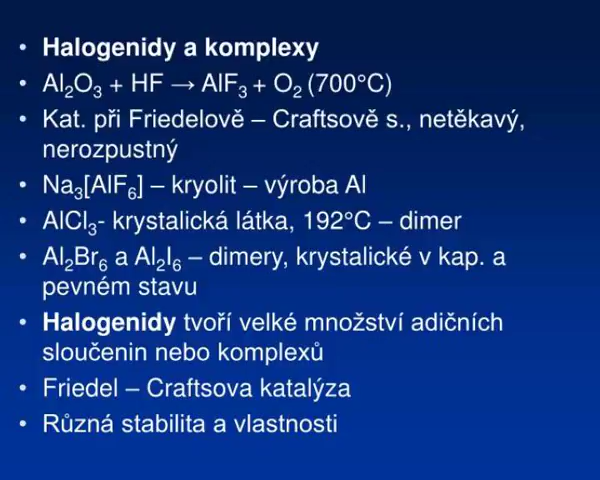 • Halogenidy a komplexy
• Al₂O₃ + HF → AlF₃ + O₂ (700°C)
• Kat. při Friedelově – Craftsově s., netěkavý,
nerozpustný
• Na₃[AlF₆] – kryolit – výroba Al
• AlCl₃- krystalická látka, 192°C – dimer
• Al₂Br₆ a Al₂I₆ – dimery, krystalické v kap. a
pevném stavu
• Halogenidy tvoří velké množství adičních
sloučenin nebo komplexů
• Friedel – Craftsova katalýza
• Různá stabilita a vlastnosti